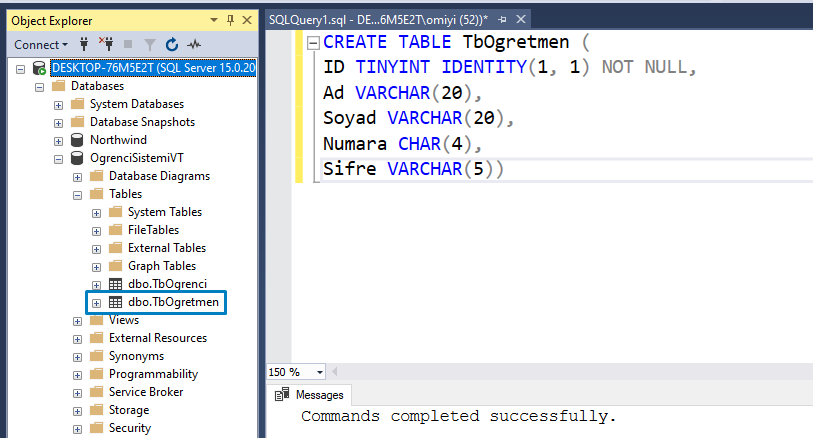 Object Explorer
Connect
DESKTOP-76M5E2T (SQL Server 15.0.20
Databases
System Databases
Database Snapshots
Northwind
OgrenciSistemiVT
Database Diagrams
Tables
System Tables
FileTables
External Tables
Graph Tables
dbo.TbOgrenci
dbo.TbOgretmen
Views
External Resources
Synonyms
Programmability
Service Broker
Storage
Security
SQLQuery1.sql - DE...6M5E2T\omiyi (52))*
CREATE TABLE TbOgretmen (
ID TINYINT IDENTITY(1, 1) NOT NULL,
Ad VARCHAR(20),
Soyad VARCHAR(20),
Numara CHAR(4),
Sifre VARCHAR(5))
150 %
Messages
Commands completed successfully.